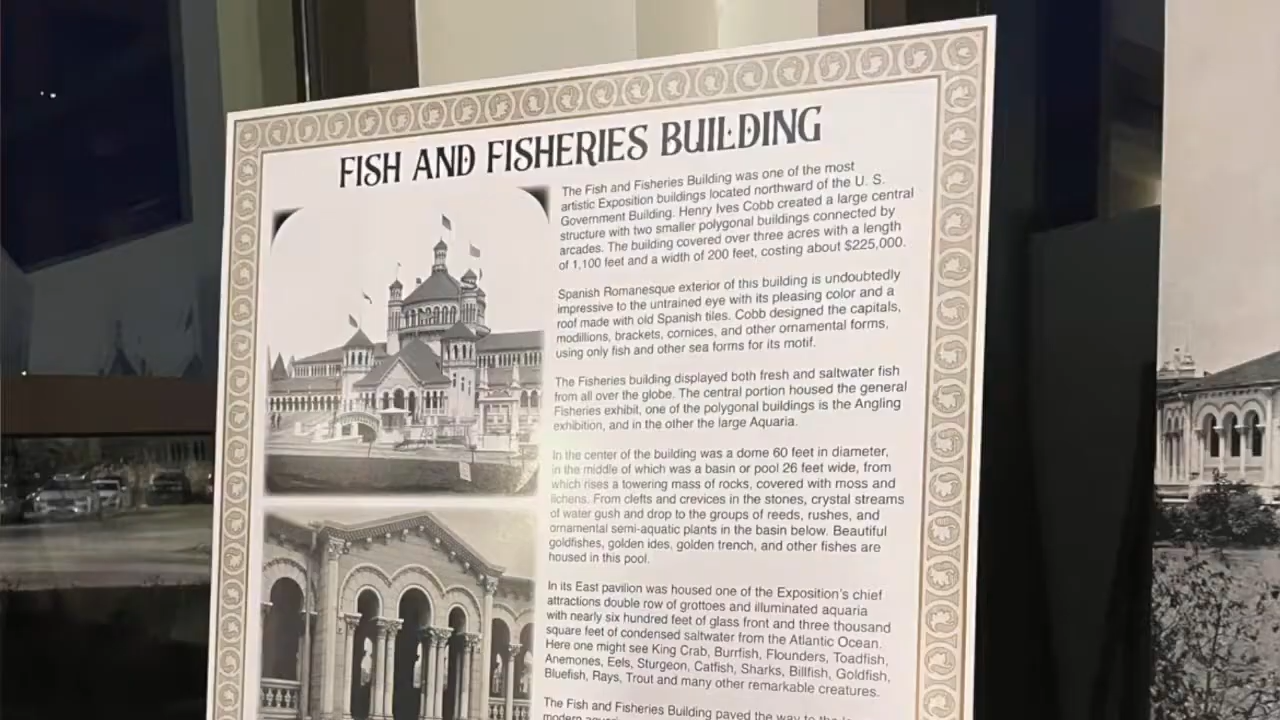 FISH AND FISHERIES BUILDING
The Fish and Fisheries Building was one of the most
artistic Exposition buildings located northward of the U. S.
Government Building. Henry Ives Cobb created a large central
structure with two smaller polygonal buildings connected by
arcades. The building covered over three acres with a length
of 1,100 feet and a width of 200 feet, costing about $225,000.
Spanish Romanesque exterior of this building is undoubtedly
impressive to the untrained eye with its pleasing color and a
roof made with old Spanish tiles. Cobb designed the capitals,
modillions, brackets, cornices, and other ornamental forms,
using only fish and other sea forms for its motif.
The Fisheries building displayed both fresh and saltwater fish
from all over the globe. The central portion housed the general
Fisheries exhibit, one of the polygonal buildings is the Angling
exhibition, and in the other the large Aquaria.
In the center of the building was a dome 60 feet in diameter,
in the middle of which was a basin or pool 26 feet wide, from
which rises a towering mass of rocks, covered with moss and
lichens. From clefts and crevices in the stones, crystal streams
of water gush and drop to the groups of reeds, rushes, and
ornamental semi-aquatic plants in the basin below. Beautiful
goldfishes, golden ides, golden trench, and other fishes are
housed in this pool.
In its East pavilion was housed one of the Exposition's chief
attractions double row of grottoes and illuminated aquaria
with nearly six hundred feet of glass front and three thousand
square feet of condensed saltwater from the Atlantic Ocean.
Here one might see King Crab, Burrfish, Flounders, Toadfish,
Anemones, Eels, Sturgeon, Catfish, Sharks, Billfish, Goldfish,
Bluefish, Rays, Trout and many other remarkable creatures.
The Fish and Fisheries Building paved the way to the
modern